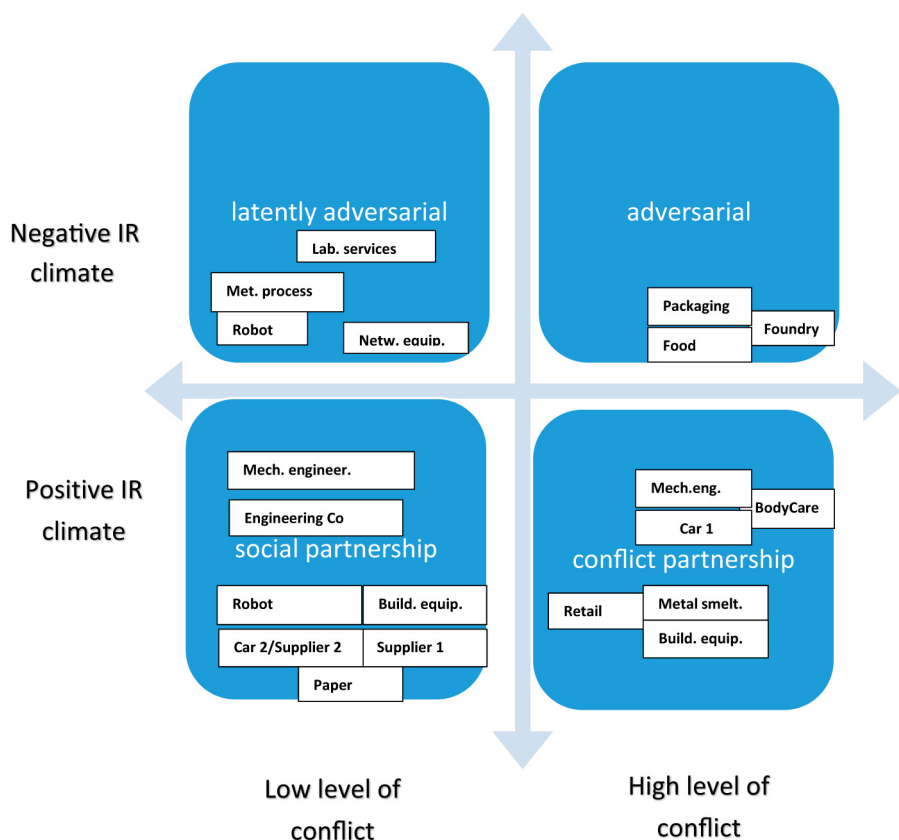 latently adversarial
adversarial
Negative IR
climate
Lab. services
Met. process
Robot
Netw. equip.
Packaging
Food
Foundry
Positive IR
climate
Mech. engineer.
Engineering Co
social partnership
Robot
Build. equip.
Car 2/Supplier 2
Supplier 1
Paper
Mech.eng.
BodyCare
Car 1
conflict partnership
Retail
Metal smelt.
Build. equip.
Low level of
conflict
High level of
conflict